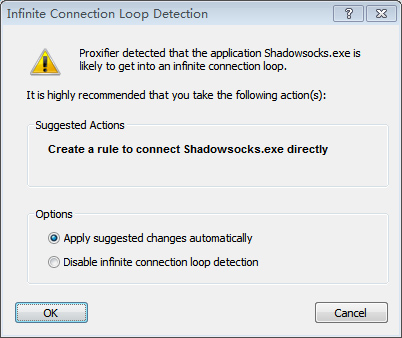 Infinite Connection Loop Detection
Proxifier detected that the application Shadowsocks.exe is
likely to get into an infinite connection loop.
It is highly recommended that you take the following action(s):
Suggested Actions
Create a rule to connect Shadowsocks.exe directly
Options
Apply suggested changes automatically
Disable infinite connection loop detection
OK
Cancel